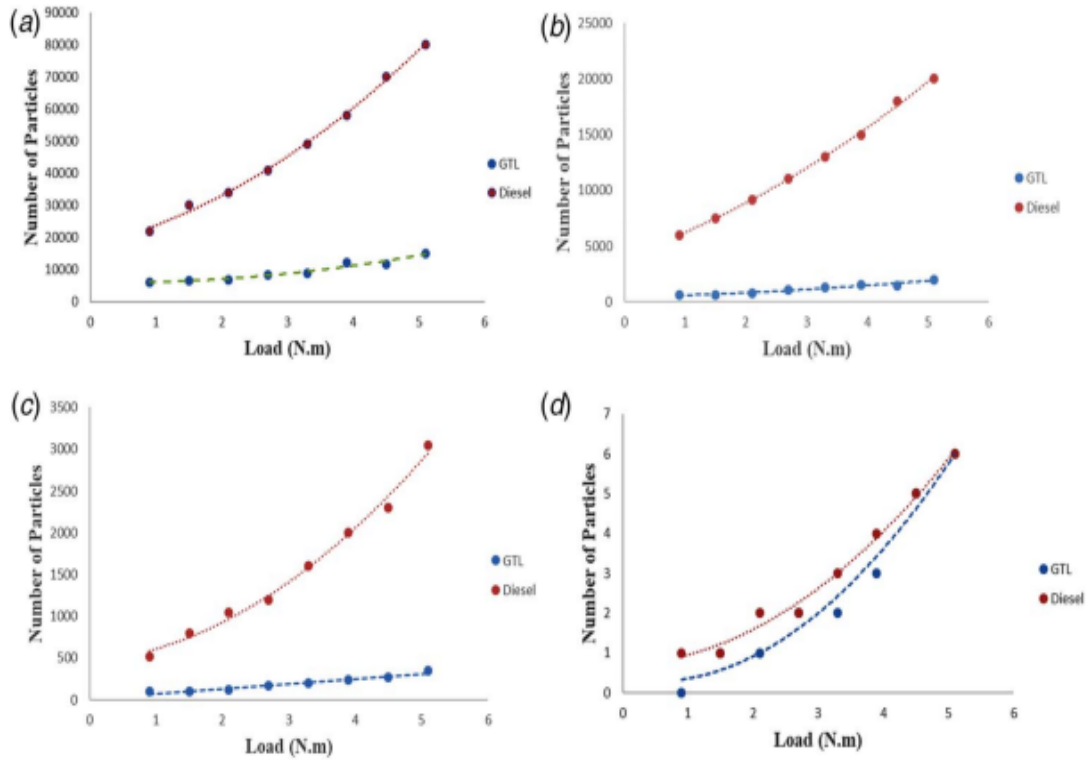 (a)
90000
80000
70000
60000
50000
40000
30000
20000
10000
0
Number of Particles
0 1 2 3 4 5 6
Load (N.m)
GTL
Diesel
(b)
20000
15000
10000
5000
0
Number of Particles
0 1 2 3 4 5 6
Load (N.m)
GTL
Diesel
(c)
3500
3000
2500
2000
1500
1000
500
0
Number of Particles
0 1 2 3 4 5 6
Load (N.m)
GTL
Diesel
(d)
7
6
5
4
3
2
1
0
Number of Particles
0 1 2 3 4 5 6
Load (N.m)
GTL
Diesel